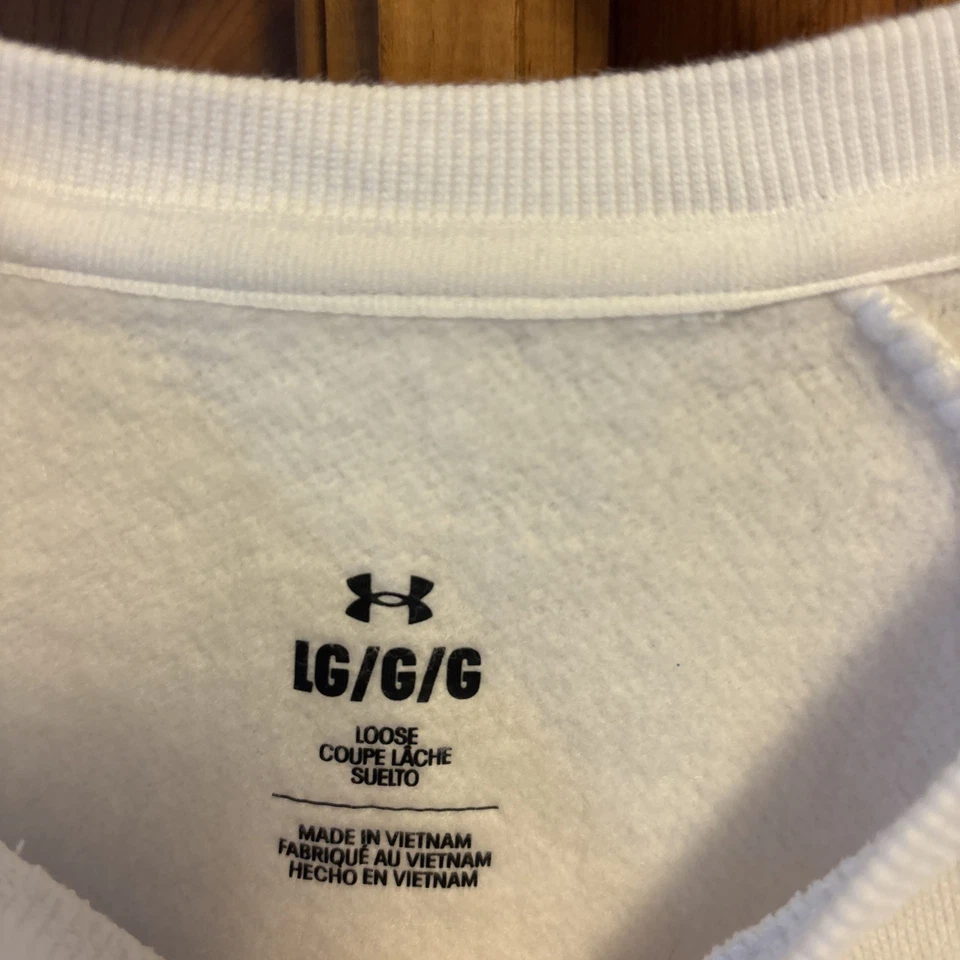 LG/G/G
LOOSE
COUPE LÂCHE
SUELTO
MADE IN VIETNAM
FABRIQUÉ AU VIETNAM
HECHO EN VIETNAM